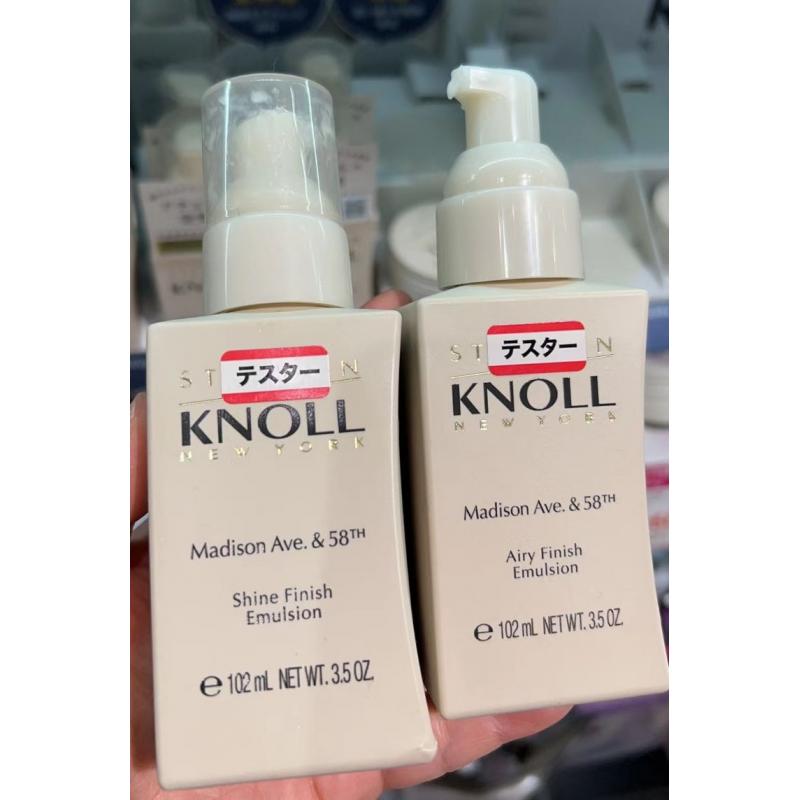 テスター
KNOLL
NEW YORK
Madison Ave. & 58TH
Shine Finish
Emulsion
℮ 102 mL NET WT. 3.5 OZ.
テスター
KNOLL
NEW YORK
Madison Ave. & 58TH
Airy Finish
Emulsion
℮ 102 mL NET WT. 3.5 OZ.